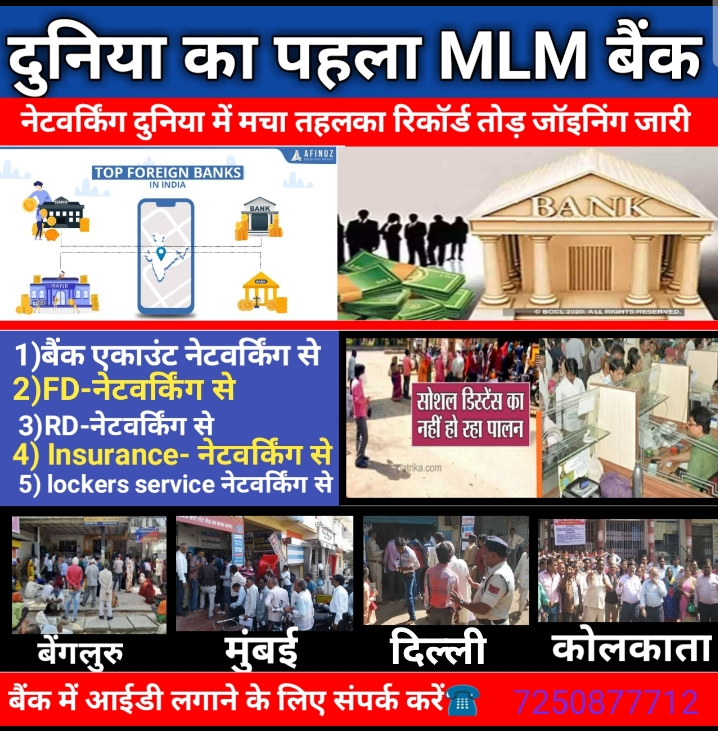 दुनिया का पहला MLM बैंक
नेटवर्किंग दुनिया में मचा तहलका रिकॉर्ड तोड़ जॉइनिंग जारी
AFINOZ
TOP FOREIGN BANKS
IN INDIA
BANK
BANK
BANK
BANK
BANK
© BCCL 2020. ALL RIGHTS RESERVED.
1)बैंक एकाउंट नेटवर्किंग से
2)FD-नेटवर्किंग से
3)RD-नेटवर्किंग से
4) Insurance- नेटवर्किंग से
5) lockers service नेटवर्किंग से
सोशल डिस्टेंस का
नहीं हो रहा पालन
patrika.com
बेंगलुरु
मुंबई
दिल्ली
कोलकाता
बैंक में आईडी लगाने के लिए संपर्क करें☎ 7250877712